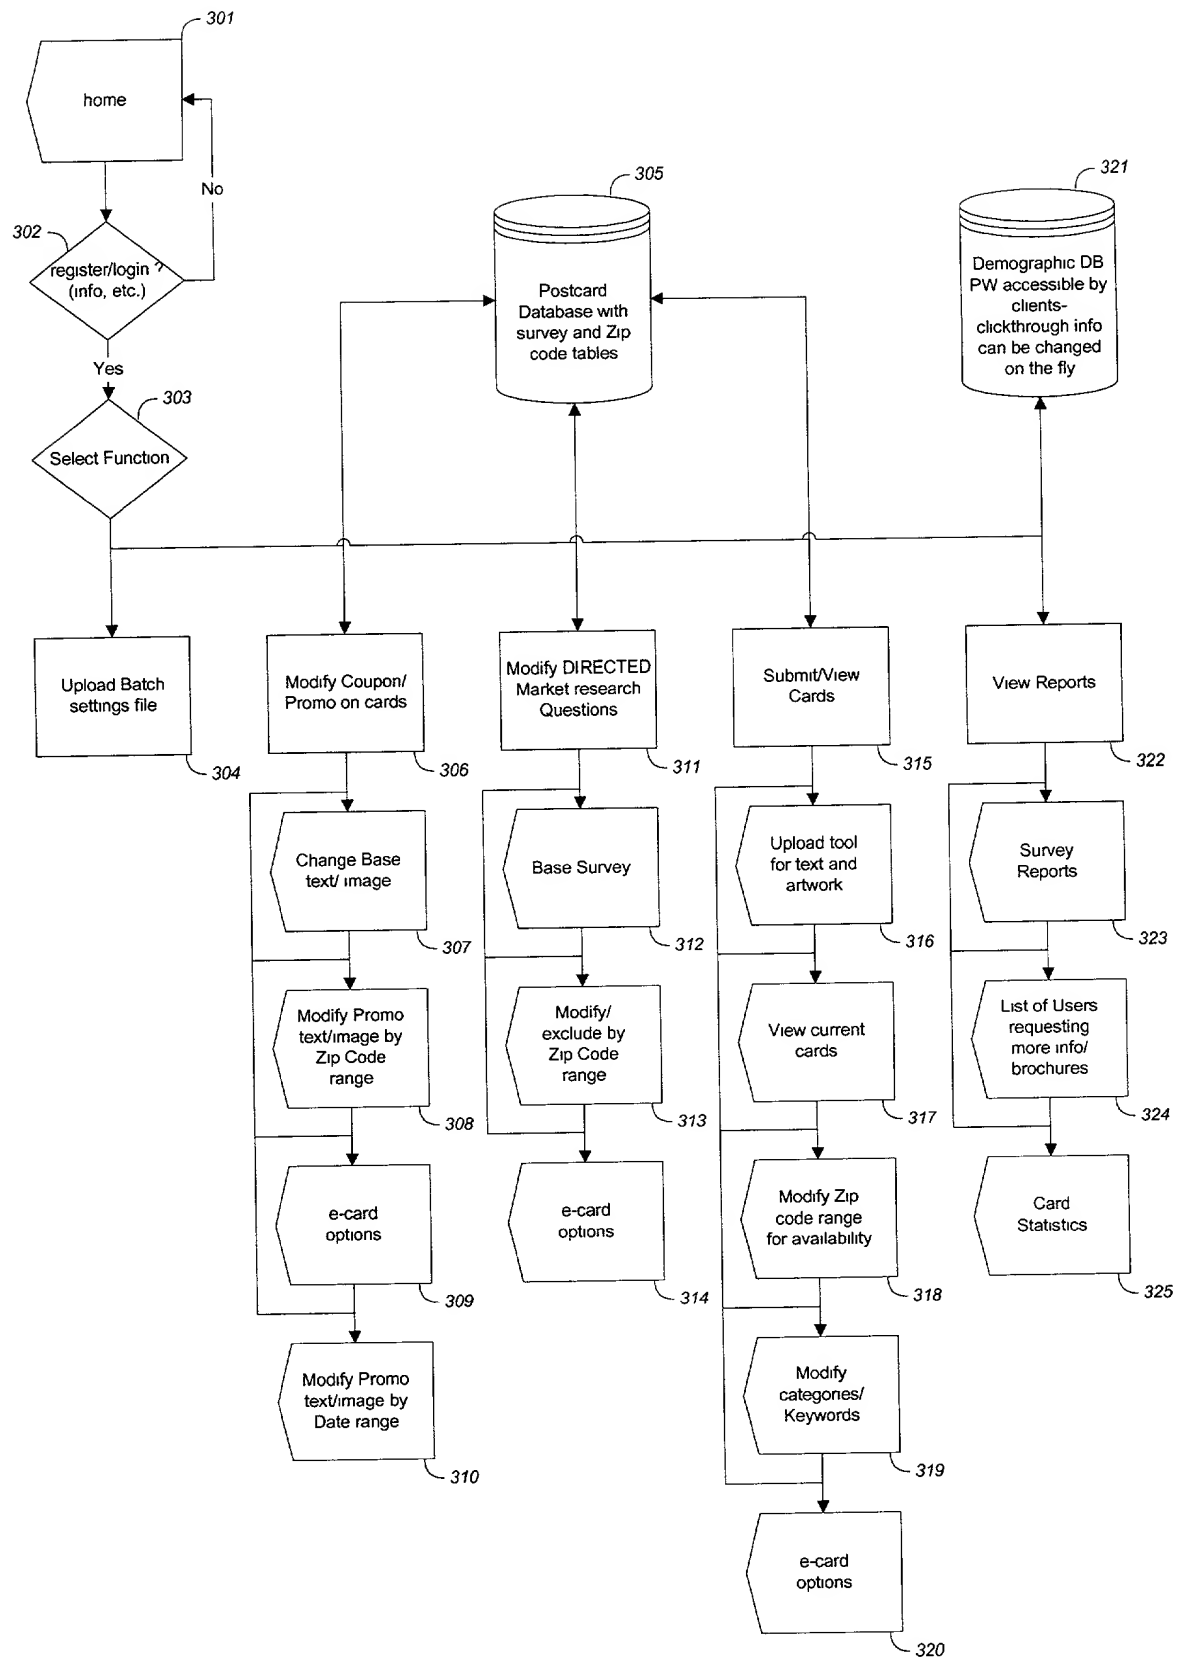 301
home
No
302
register/login ?
(info, etc.)
Yes
303
Select Function
305
Postcard
Database with
survey and Zip
code tables
321
Demographic DB
PW accessible by
clients-
clickthrough info
can be changed
on the fly
Upload Batch
settings file
304
Modify Coupon/
Promo on cards
306
Change Base
text/ image
307
Modify Promo
text/image by
Zip Code
range
308
e-card
options
309
Modify Promo
text/image by
Date range
310
Modify DIRECTED
Market research
Questions
311
Base Survey
312
Modify/
exclude by
Zip Code
range
313
e-card
options
314
Submit/View
Cards
315
Upload tool
for text and
artwork
316
View current
cards
317
Modify Zip
code range
for availability
318
Modify
categories/
Keywords
319
e-card
options
320
View Reports
322
Survey
Reports
323
List of Users
requesting
more info/
brochures
324
Card
Statistics
325